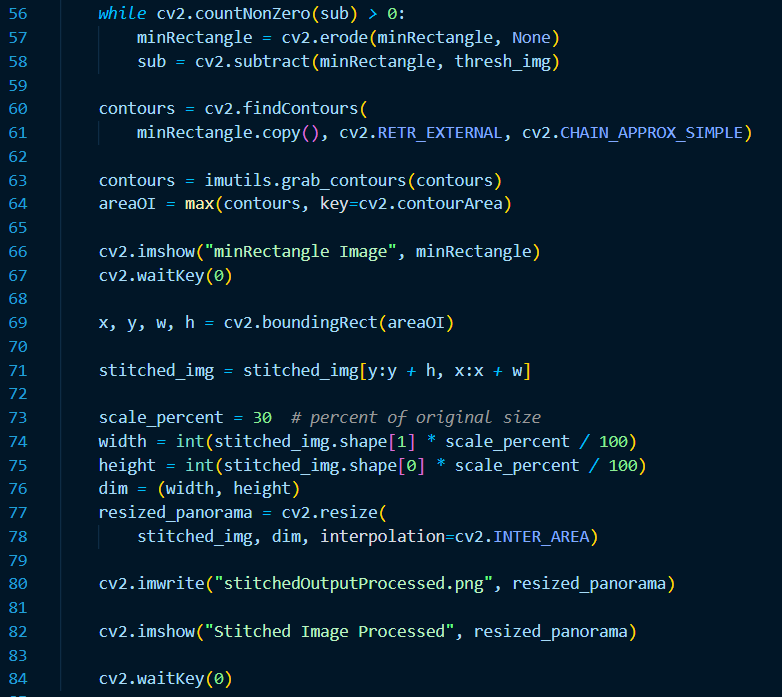 56 while cv2.countNonZero(sub) > 0:
57 minRectangle = cv2.erode(minRectangle, None)
58 sub = cv2.subtract(minRectangle, thresh_img)
59
60 contours = cv2.findContours(
61 minRectangle.copy(), cv2.RETR_EXTERNAL, cv2.CHAIN_APPROX_SIMPLE)
62
63 contours = imutils.grab_contours(contours)
64 areaOI = max(contours, key=cv2.contourArea)
65
66 cv2.imshow("minRectangle Image", minRectangle)
67 cv2.waitKey(0)
68
69 x, y, w, h = cv2.boundingRect(areaOI)
70
71 stitched_img = stitched_img[y:y + h, x:x + w]
72
73 scale_percent = 30 # percent of original size
74 width = int(stitched_img.shape[1] * scale_percent / 100)
75 height = int(stitched_img.shape[0] * scale_percent / 100)
76 dim = (width, height)
77 resized_panorama = cv2.resize(
78 stitched_img, dim, interpolation=cv2.INTER_AREA)
79
80 cv2.imwrite("stitchedOutputProcessed.png", resized_panorama)
81
82 cv2.imshow("Stitched Image Processed", resized_panorama)
83
84 cv2.waitKey(0)